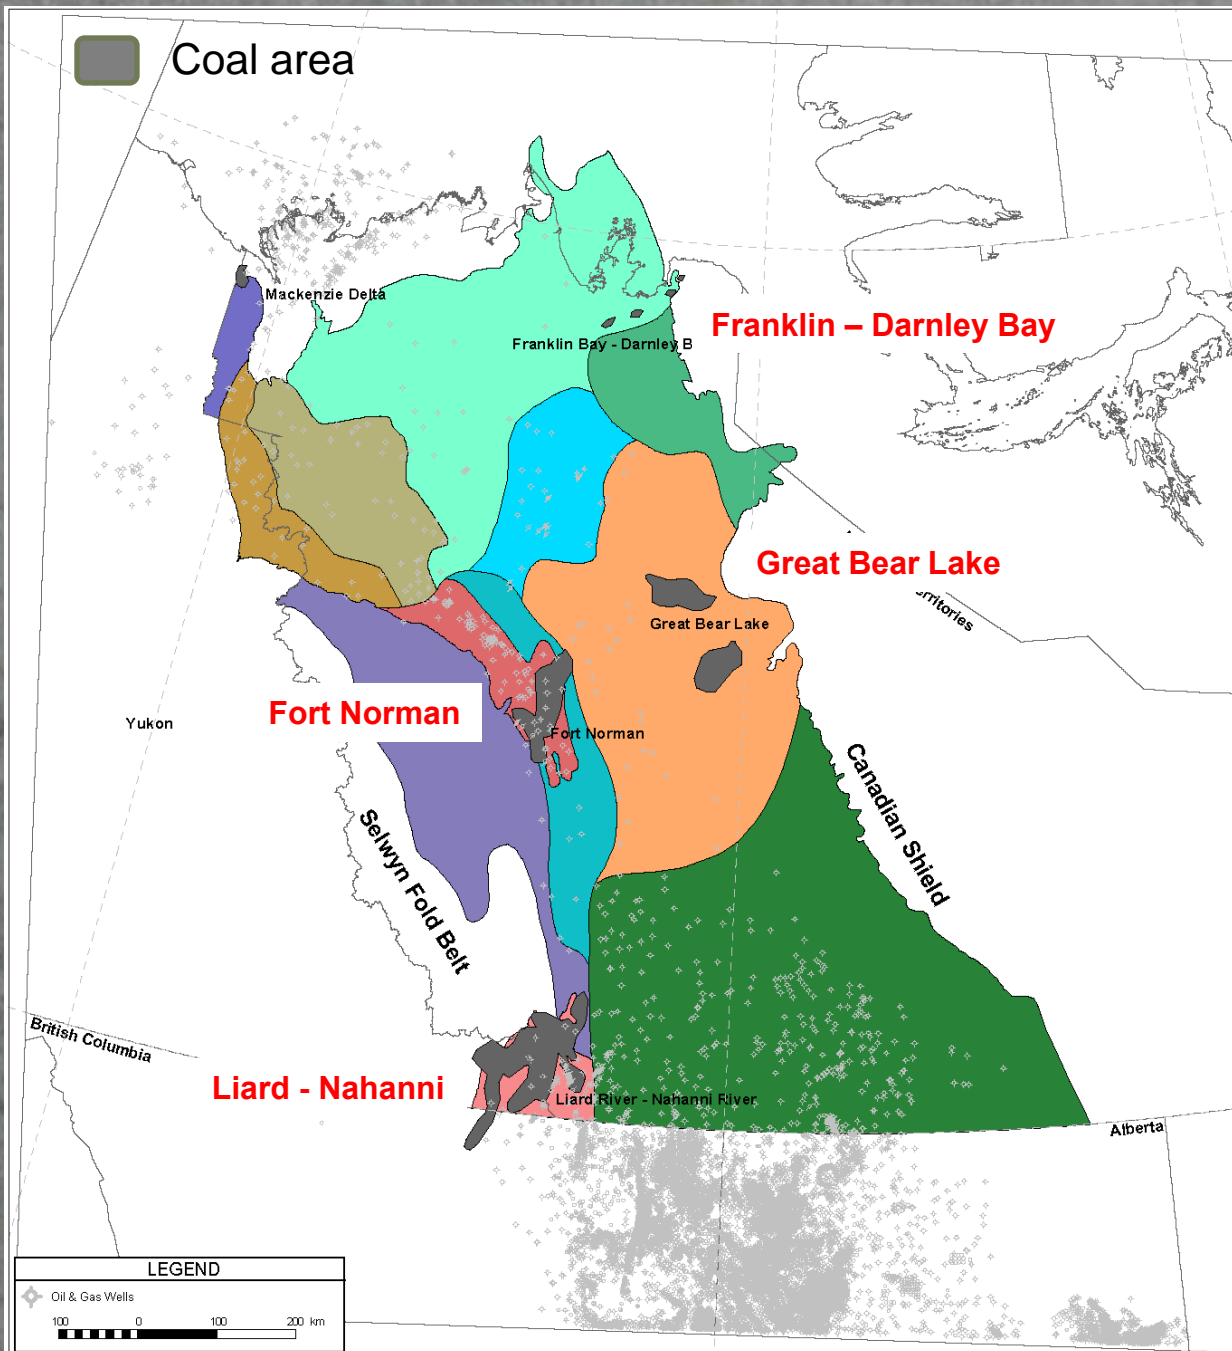 Coal area
Mackenzie Delta
Franklin – Darnley Bay
Franklin Bay - Darnley B
Great Bear Lake
erritories
Great Bear Lake
Fort Norman
Yukon
Fort Norman
Canadian Shield
Selwyn Fold Belt
British Columbia
Liard - Nahanni
Liard River - Nahanni River
Alberta
LEGEND
Oil & Gas Wells
100 0 100 200 km